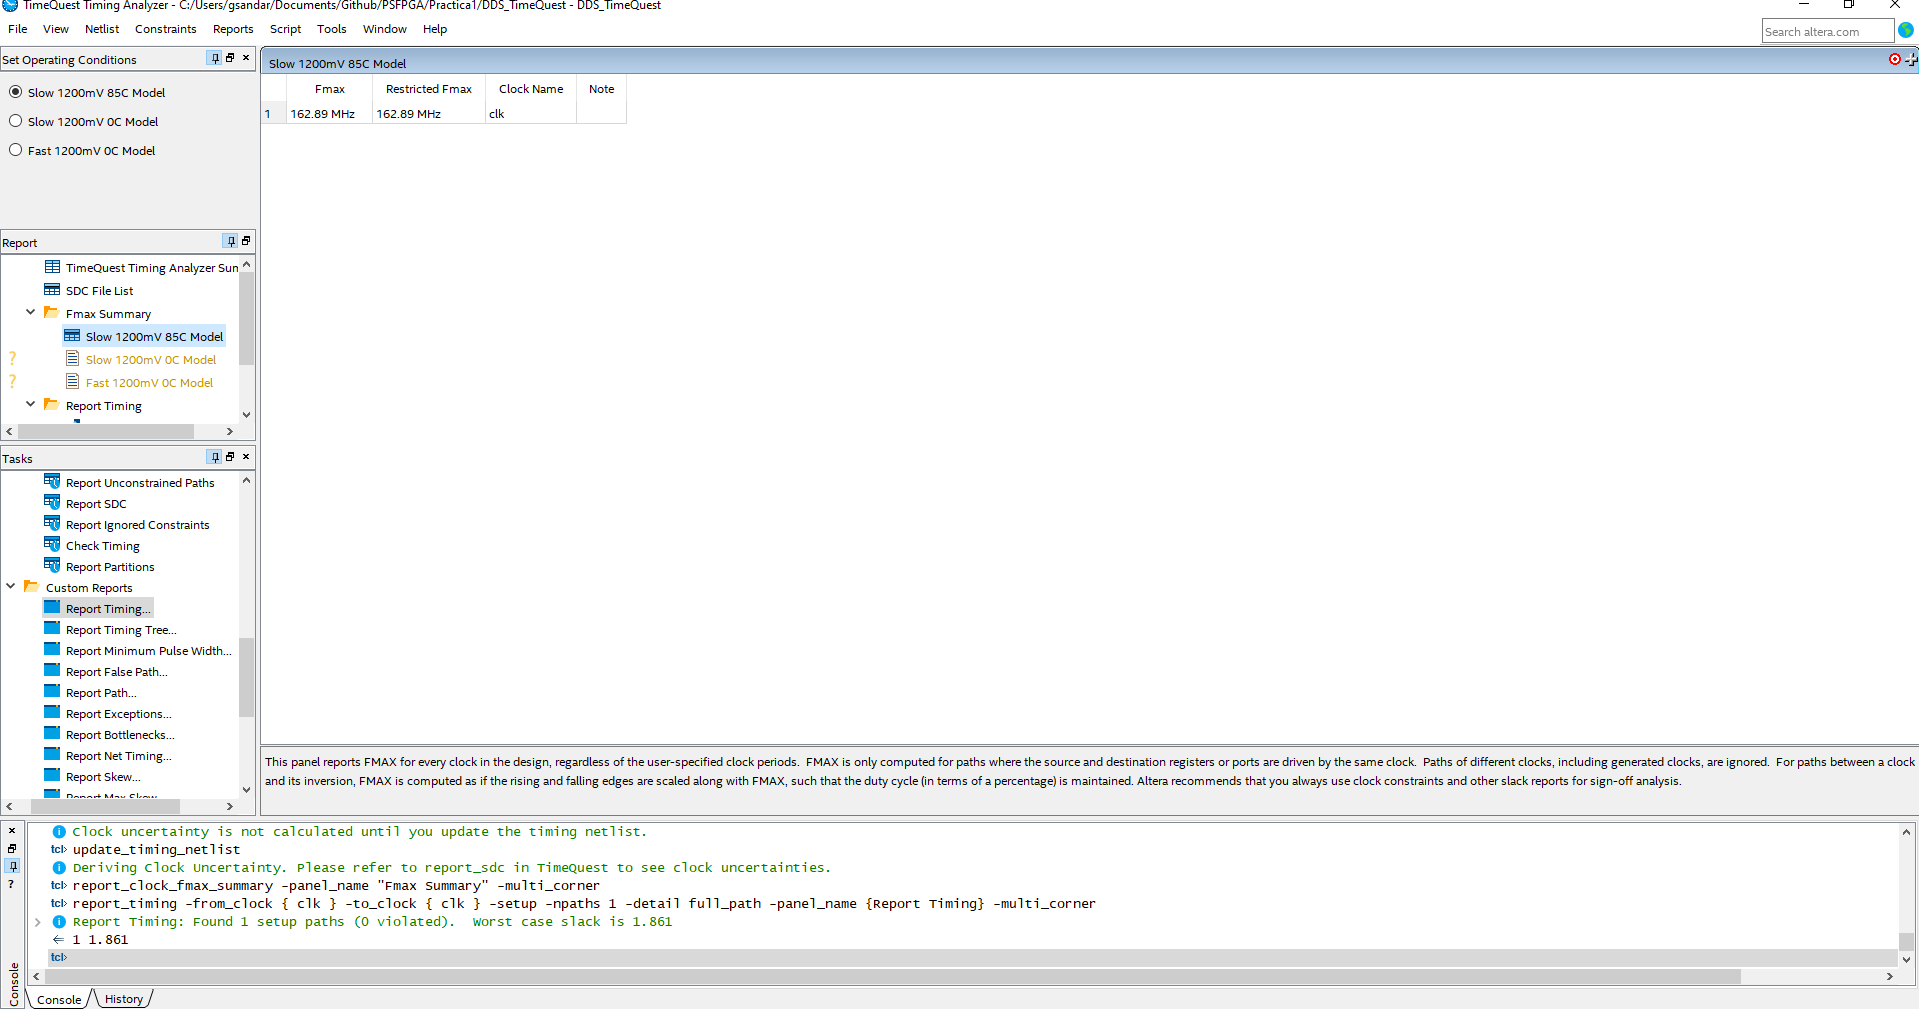 TimeQuest Timing Analyzer - C:/Users/gsandar/Documents/Github/PSFPGA/Practica1/DDS_TimeQuest - DDS_TimeQuest
File View Netlist Constraints Reports Script Tools Window Help
Search altera.com
Set Operating Conditions
Slow 1200mV 85C Model
Slow 1200mV 0C Model
Fast 1200mV 0C Model
Report
TimeQuest Timing Analyzer Sun
SDC File List
Fmax Summary
Slow 1200mV 85C Model
? Slow 1200mV 0C Model
? Fast 1200mV 0C Model
Report Timing
Tasks
Report Unconstrained Paths
Report SDC
Report Ignored Constraints
Check Timing
Report Partitions
Custom Reports
Report Timing...
Report Timing Tree...
Report Minimum Pulse Width...
Report False Path...
Report Path...
Report Exceptions...
Report Bottlenecks...
Report Net Timing...
Report Skew...
Report Max Skew
Slow 1200mV 85C Model
Fmax Restricted Fmax Clock Name Note
1 162.89 MHz 162.89 MHz clk
This panel reports FMAX for every clock in the design, regardless of the user-specified clock periods.  FMAX is only computed for paths where the source and destination registers or ports are driven by the same clock.  Paths of different clocks, including generated clocks, are ignored.  For paths between a clock
and its inversion, FMAX is computed as if the rising and falling edges are scaled along with FMAX, such that the duty cycle (in terms of a percentage) is maintained. Altera recommends that you always use clock constraints and other slack reports for sign-off analysis.
Clock uncertainty is not calculated until you update the timing netlist.
tcl> update_timing_netlist
Deriving Clock Uncertainty. Please refer to report_sdc in TimeQuest to see clock uncertainties.
tcl> report_clock_fmax_summary -panel_name "Fmax Summary" -multi_corner
tcl> report_timing -from_clock { clk } -to_clock { clk } -setup -npaths 1 -detail full_path -panel_name {Report Timing} -multi_corner
Report Timing: Found 1 setup paths (0 violated).  Worst case slack is 1.861
1 1.861
tcl>
?
Console
Console History